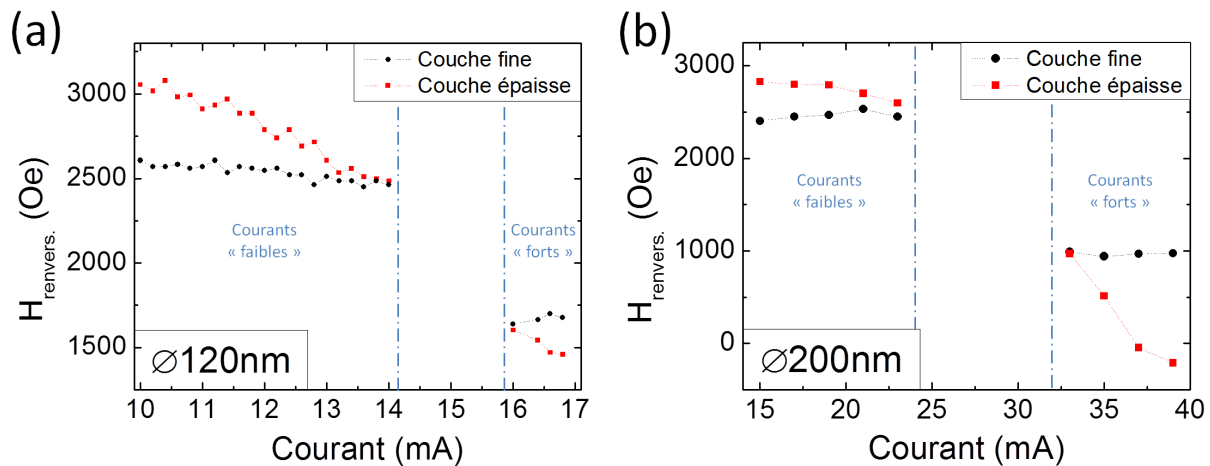 (a)
Couche fine
Couche épaisse
3000
2500
2000
1500
H renvers. (Oe)
Courants
« faibles »
Courants
« forts »
∅120nm
10 11 12 13 14 15 16 17
Courant (mA)
(b)
Couche fine
Couche épaisse
3000
2000
1000
0
H renvers. (Oe)
Courants
« faibles »
Courants
« forts »
∅200nm
15 20 25 30 35 40
Courant (mA)